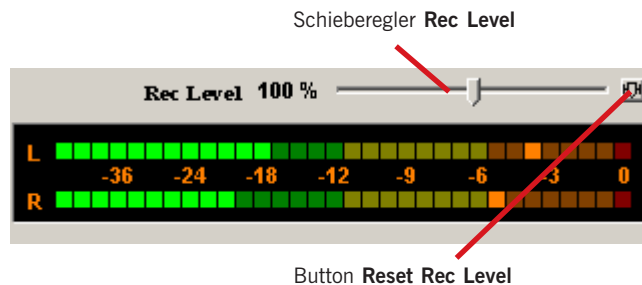 Schieberegler Rec Level
Rec Level 100 %
L
-36 -24 -18 -12 -9 -6 -3 0
R
Button Reset Rec Level